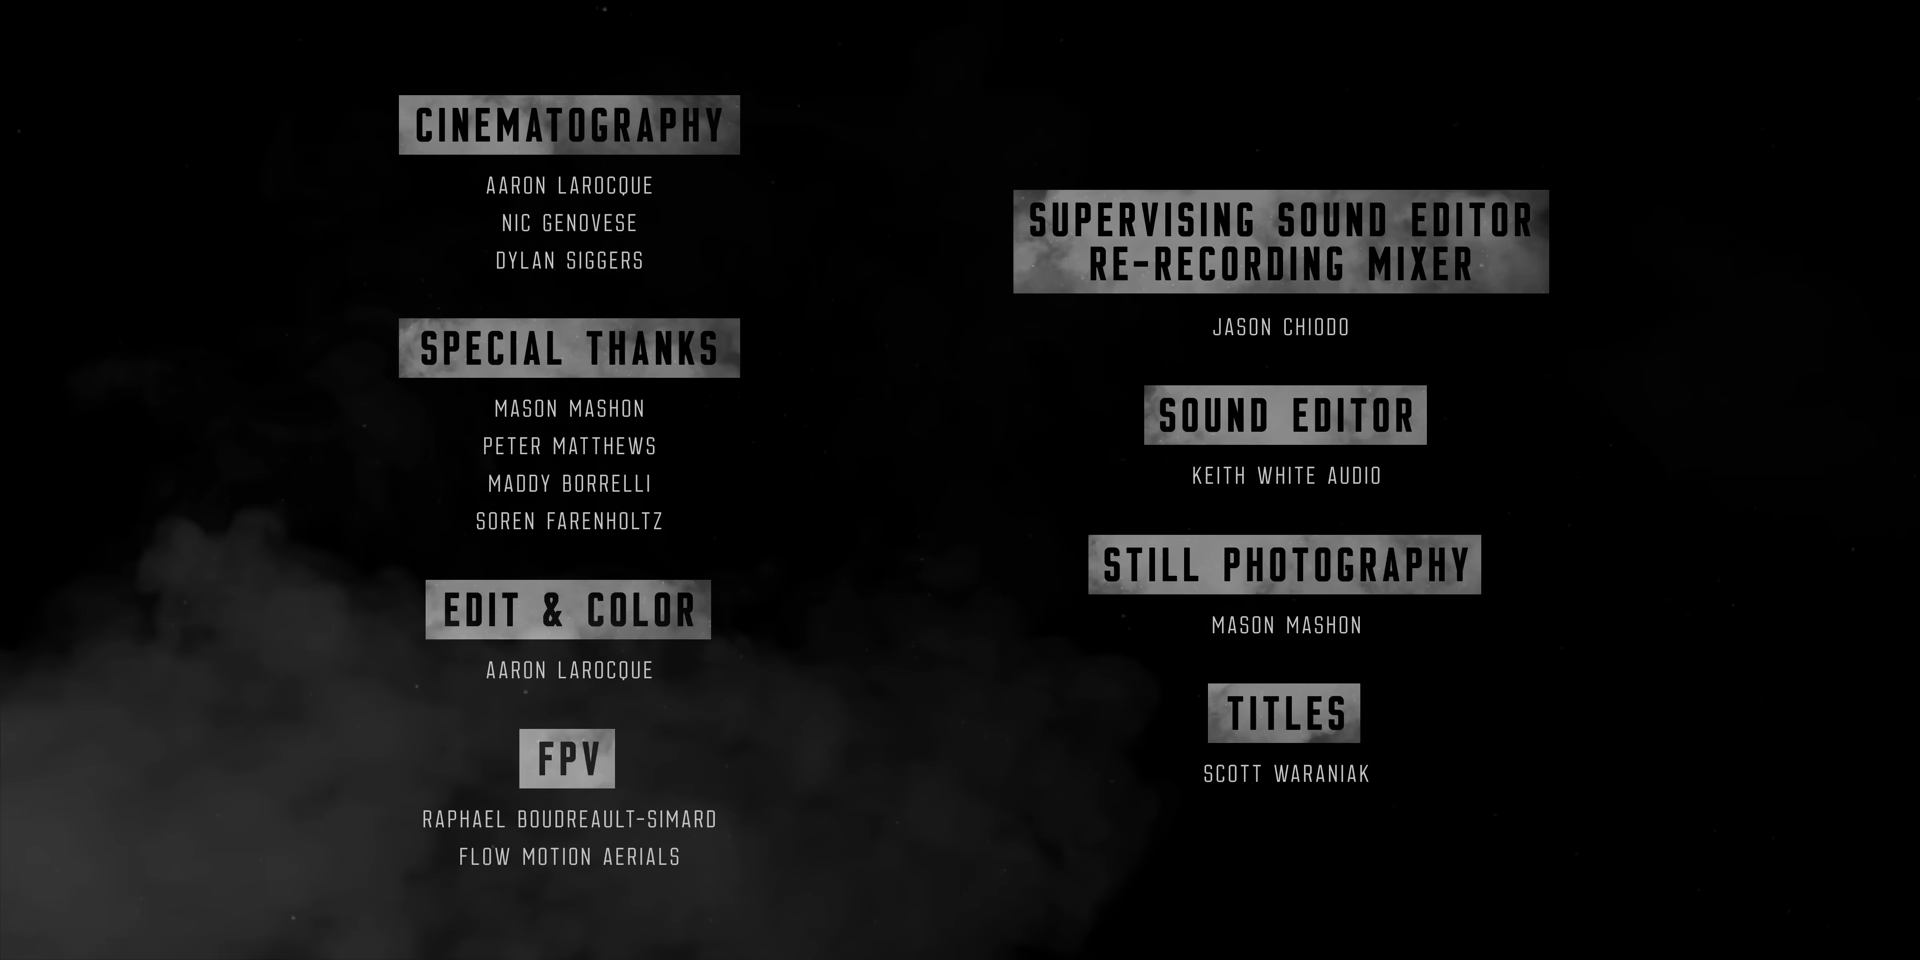 CINEMATOGRAPHY
AARON LAROCQUE
NIC GENOVESE
DYLAN SIGGERS
SPECIAL THANKS
MASON MASHON
PETER MATTHEWS
MADDY BORRELLI
SOREN FARENHOLTZ
EDIT & COLOR
AARON LAROCQUE
FPV
RAPHAEL BOUDREAULT-SIMARD
FLOW MOTION AERIALS
SUPERVISING SOUND EDITOR
RE-RECORDING MIXER
JASON CHIODO
SOUND EDITOR
KEITH WHITE AUDIO
STILL PHOTOGRAPHY
MASON MASHON
TITLES
SCOTT WARANIAK